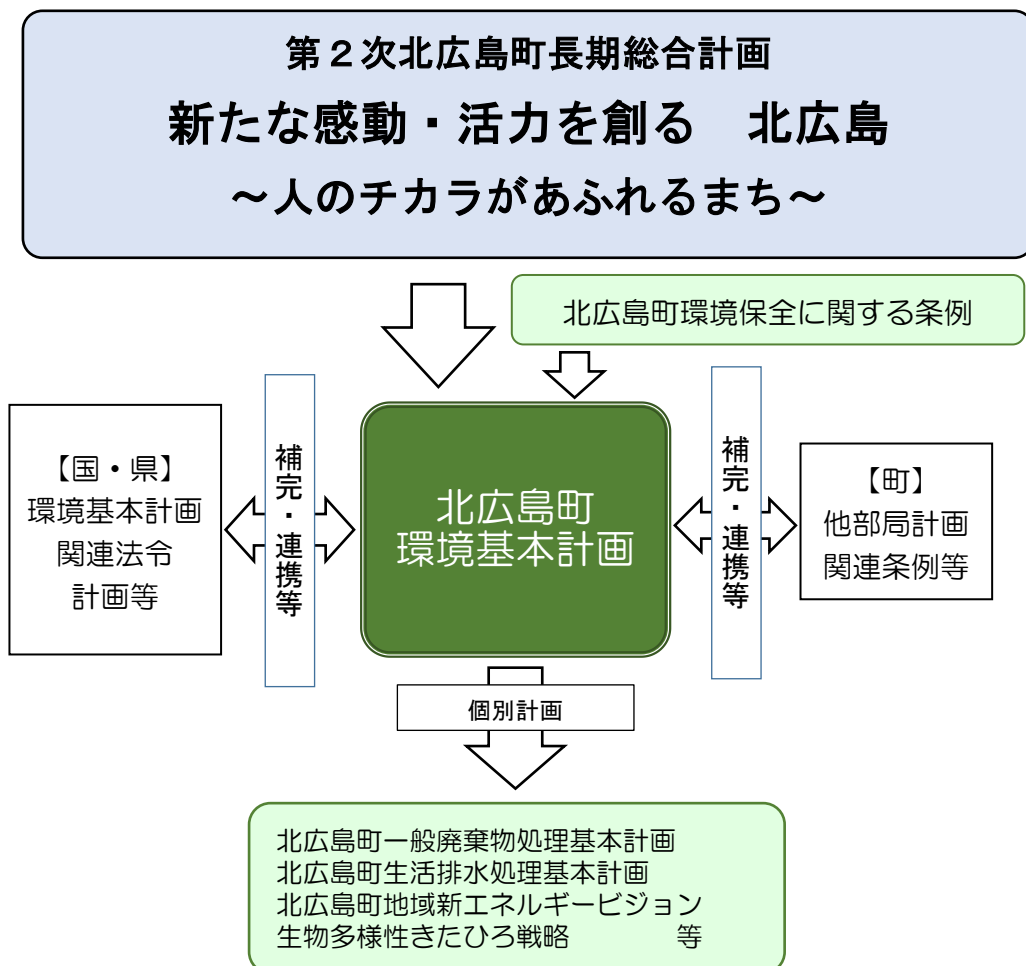 第２次北広島町長期総合計画
新たな感動・活力を創る　北広島
～人のチカラがあふれるまち～
北広島町環境保全に関する条例
【国・県】
環境基本計画
関連法令
計画等
補完・連携等
北広島町
環境基本計画
補完・連携等
【町】
他部局計画
関連条例等
個別計画
北広島町一般廃棄物処理基本計画
北広島町生活排水処理基本計画
北広島町地域新エネルギービジョン
生物多様性きたひろ戦略　　　　等